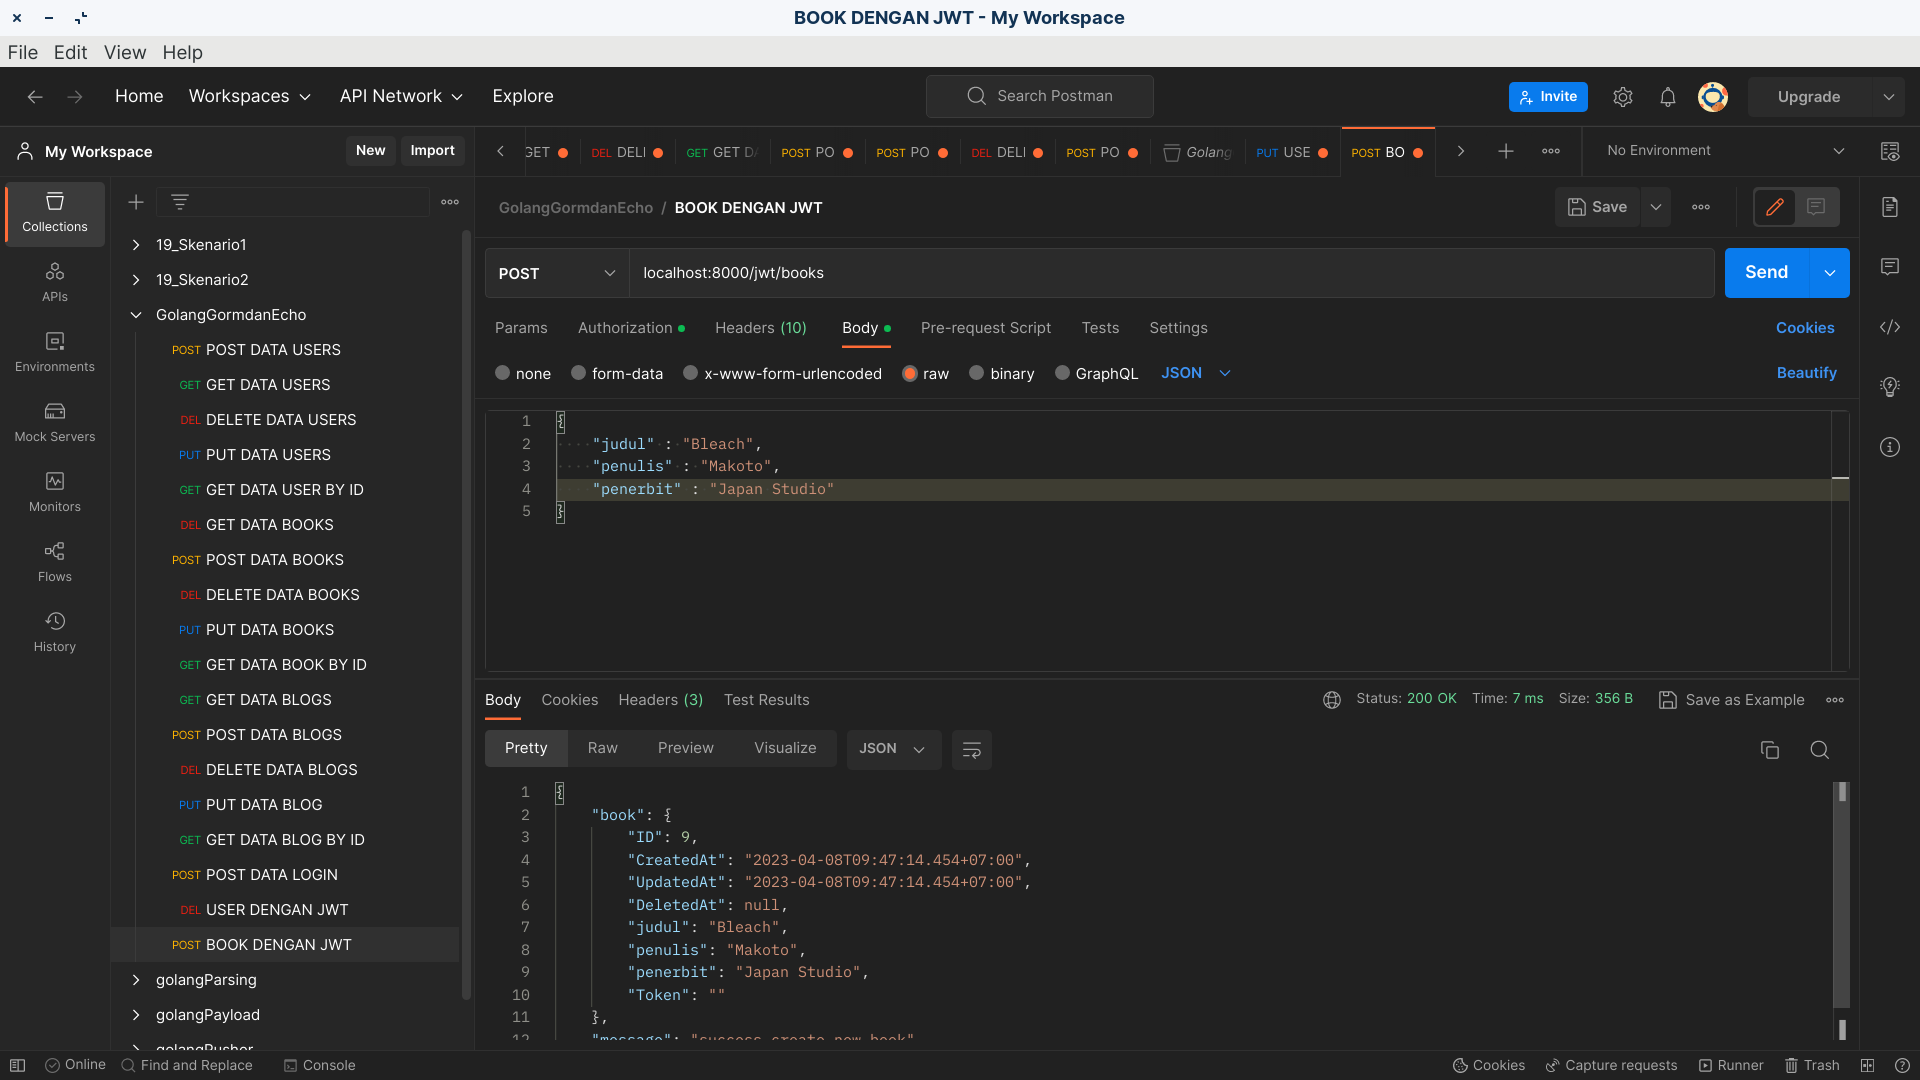 BOOK DENGAN JWT - My Workspace
File Edit View Help
Home Workspaces API Network Explore
Search Postman
Invite
Upgrade
My Workspace
New Import
GET DEL DELI GET GET DA POST PO POST PO DEL DELI POST PO Golang PUT USE POST BO
No Environment
GolangGormdanEcho / BOOK DENGAN JWT
Save
POST localhost:8000/jwt/books
Send
Params Authorization Headers (10) Body Pre-request Script Tests Settings
Cookies
none form-data x-www-form-urlencoded raw binary GraphQL JSON
Beautify
1 {
2 "judul" : "Bleach",
3 "penulis" : "Makoto",
4 "penerbit" : "Japan Studio"
5 }
Collections
APIs
Environments
Mock Servers
Monitors
Flows
History
19_Skenario1
19_Skenario2
GolangGormdanEcho
POST POST DATA USERS
GET GET DATA USERS
DEL DELETE DATA USERS
PUT PUT DATA USERS
GET GET DATA USER BY ID
DEL GET DATA BOOKS
POST POST DATA BOOKS
DEL DELETE DATA BOOKS
PUT PUT DATA BOOKS
GET GET DATA BOOK BY ID
GET GET DATA BLOGS
POST POST DATA BLOGS
DEL DELETE DATA BLOGS
PUT PUT DATA BLOG
GET GET DATA BLOG BY ID
POST POST DATA LOGIN
DEL USER DENGAN JWT
POST BOOK DENGAN JWT
golangParsing
golangPayload
golangPusher
Body Cookies Headers (3) Test Results
Status: 200 OK Time: 7 ms Size: 356 B
Save as Example
Pretty Raw Preview Visualize JSON
1 {
2 "book": {
3 "ID": 9,
4 "CreatedAt": "2023-04-08T09:47:14.454+07:00",
5 "UpdatedAt": "2023-04-08T09:47:14.454+07:00",
6 "DeletedAt": null,
7 "judul": "Bleach",
8 "penulis": "Makoto",
9 "penerbit": "Japan Studio",
10 "Token": ""
11 },
12 "message": "success create new book"
Online Find and Replace Console
Cookies Capture requests Runner Trash